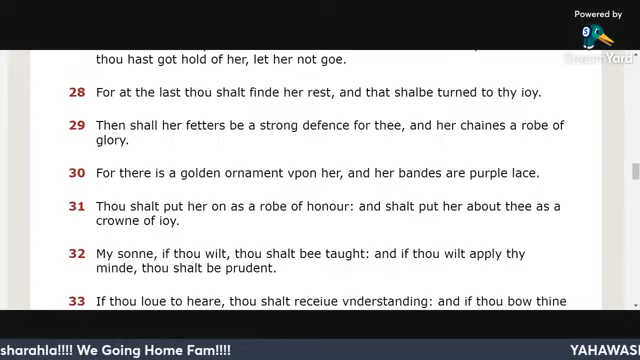 Powered by
StreamYard
thou hast got hold of her, let her not goe.
28 For at the last thou shalt finde her rest, and that shalbe turned to thy ioy.
29 Then shall her fetters be a strong defence for thee, and her chaines a robe of
glory.
30 For there is a golden ornament vpon her, and her bandes are purple lace.
31 Thou shalt put her on as a robe of honour: and shalt put her about thee as a
crowne of ioy.
32 My sonne, if thou wilt, thou shalt bee taught: and if thou wilt apply thy
minde, thou shalt be prudent.
33 If thou loue to heare, thou shalt receiue vnderstanding: and if thou bow thine
sharahla!!!! We Going Home Fam!!!! YAHAWASH